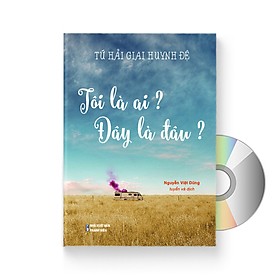 TỨ HẢI GIAI HUYNH ĐỆ
Tôi là ai ?
Đây là đâu ?
Nguyễn Việt Dũng
tuyển và dịch